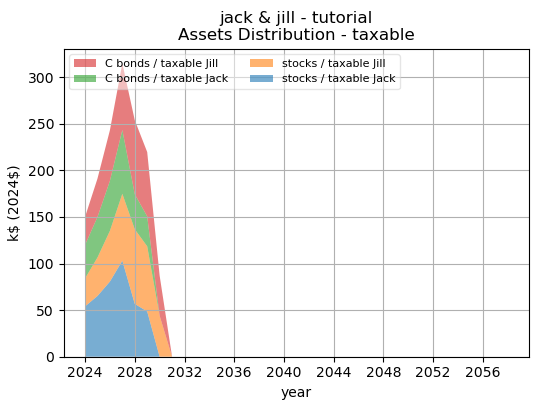 jack & jill - tutorial
Assets Distribution - taxable
C bonds / taxable Jill
C bonds / taxable Jack
stocks / taxable Jill
stocks / taxable Jack
k$ (2024$)
300
250
200
150
100
50
0
2024 2028 2032 2036 2040 2044 2048 2052 2056
year